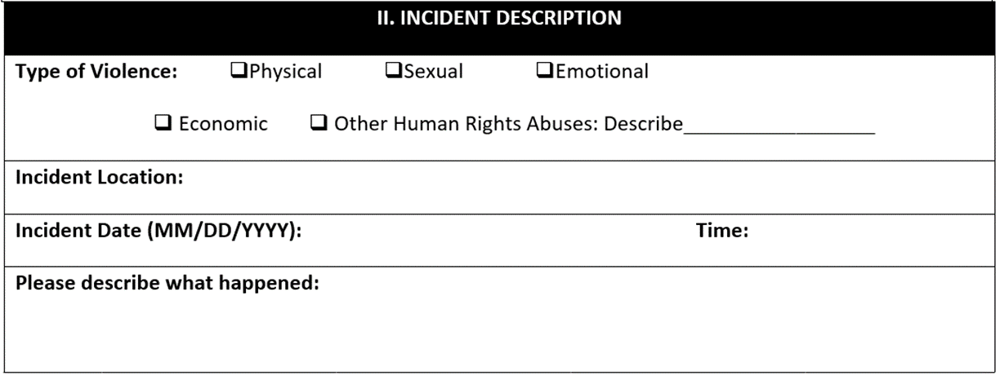 II. INCIDENT DESCRIPTION
Type of Violence: ❑Physical ❑Sexual ❑Emotional
❑ Economic ❑ Other Human Rights Abuses: Describe___________________
Incident Location:
Incident Date (MM/DD/YYYY): Time:
Please describe what happened: